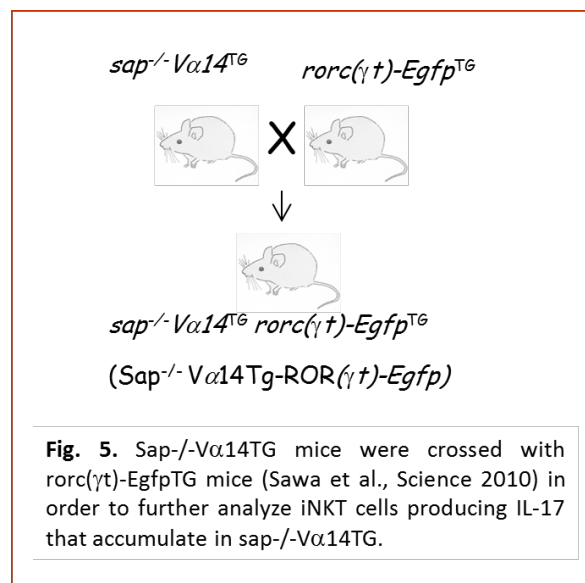 sap-/-Vα14TG rorc(γt)-EgfpTG
X
sap-/-Vα14TG rorc(γt)-EgfpTG
(Sap-/- Vα14Tg-ROR(γt)-Egfp)
Fig. 5. Sap-/-Vα14TG mice were crossed with
rorc(γt)-EgfpTG mice (Sawa et al., Science 2010) in
order to further analyze iNKT cells producing IL-17
that accumulate in sap-/-Vα14TG.